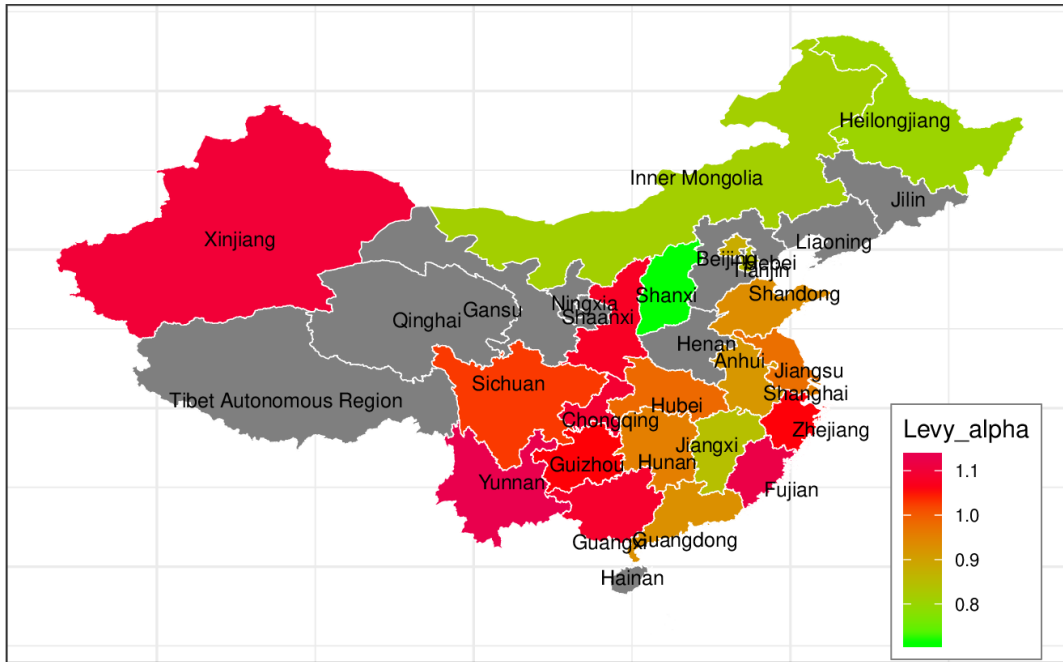 Heilongjiang
Inner Mongolia
Jilin
Xinjiang
Liaoning
Beijing
Hebei
Tianjin
Shanxi
Shandong
Ningxia
Gansu
Shaanxi
Qinghai
Henan
Anhui
Jiangsu
Sichuan
Shanghai
Tibet Autonomous Region
Hubei
Chongqing
Zhejiang
Jiangxi
Guizhou
Hunan
Yunnan
Fujian
Guangxi
Guangdong
Hainan
Levy_alpha
1.1
1.0
0.9
0.8